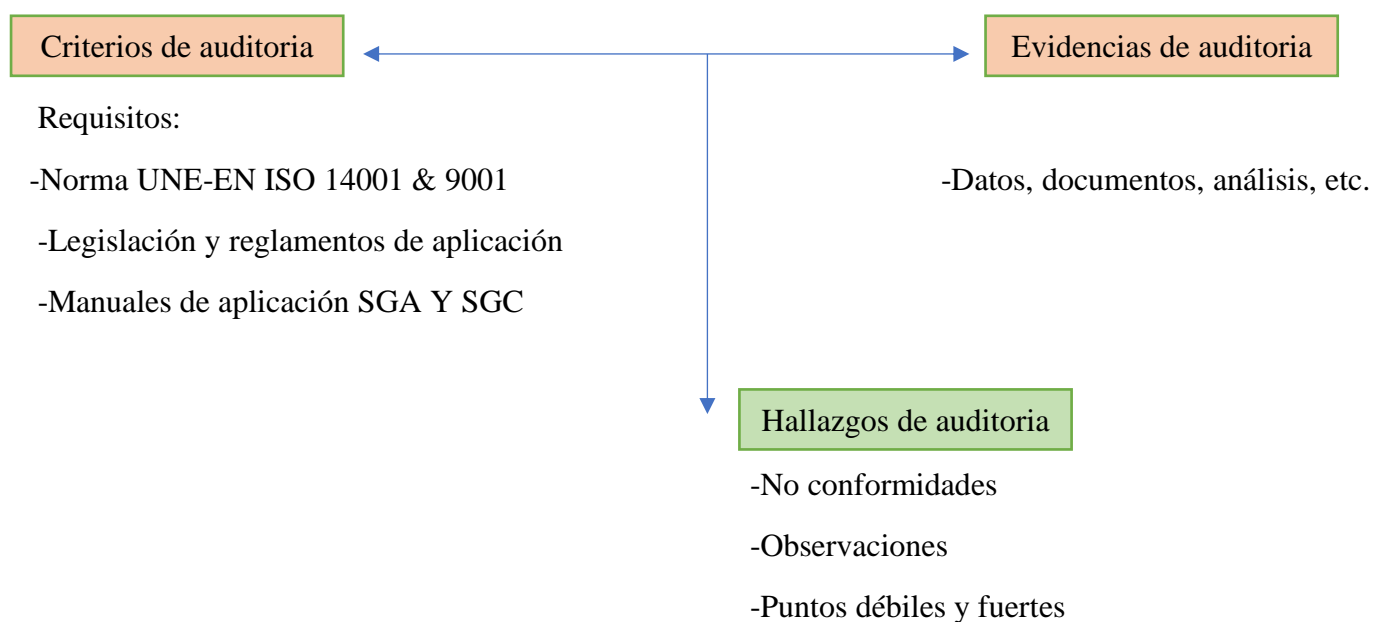 Criterios de auditoria
Evidencias de auditoria
Requisitos:
-Norma UNE-EN ISO 14001 & 9001
-Datos, documentos, análisis, etc.
-Legislación y reglamentos de aplicación
-Manuales de aplicación SGA Y SGC
Hallazgos de auditoria
-No conformidades
-Observaciones
-Puntos débiles y fuertes